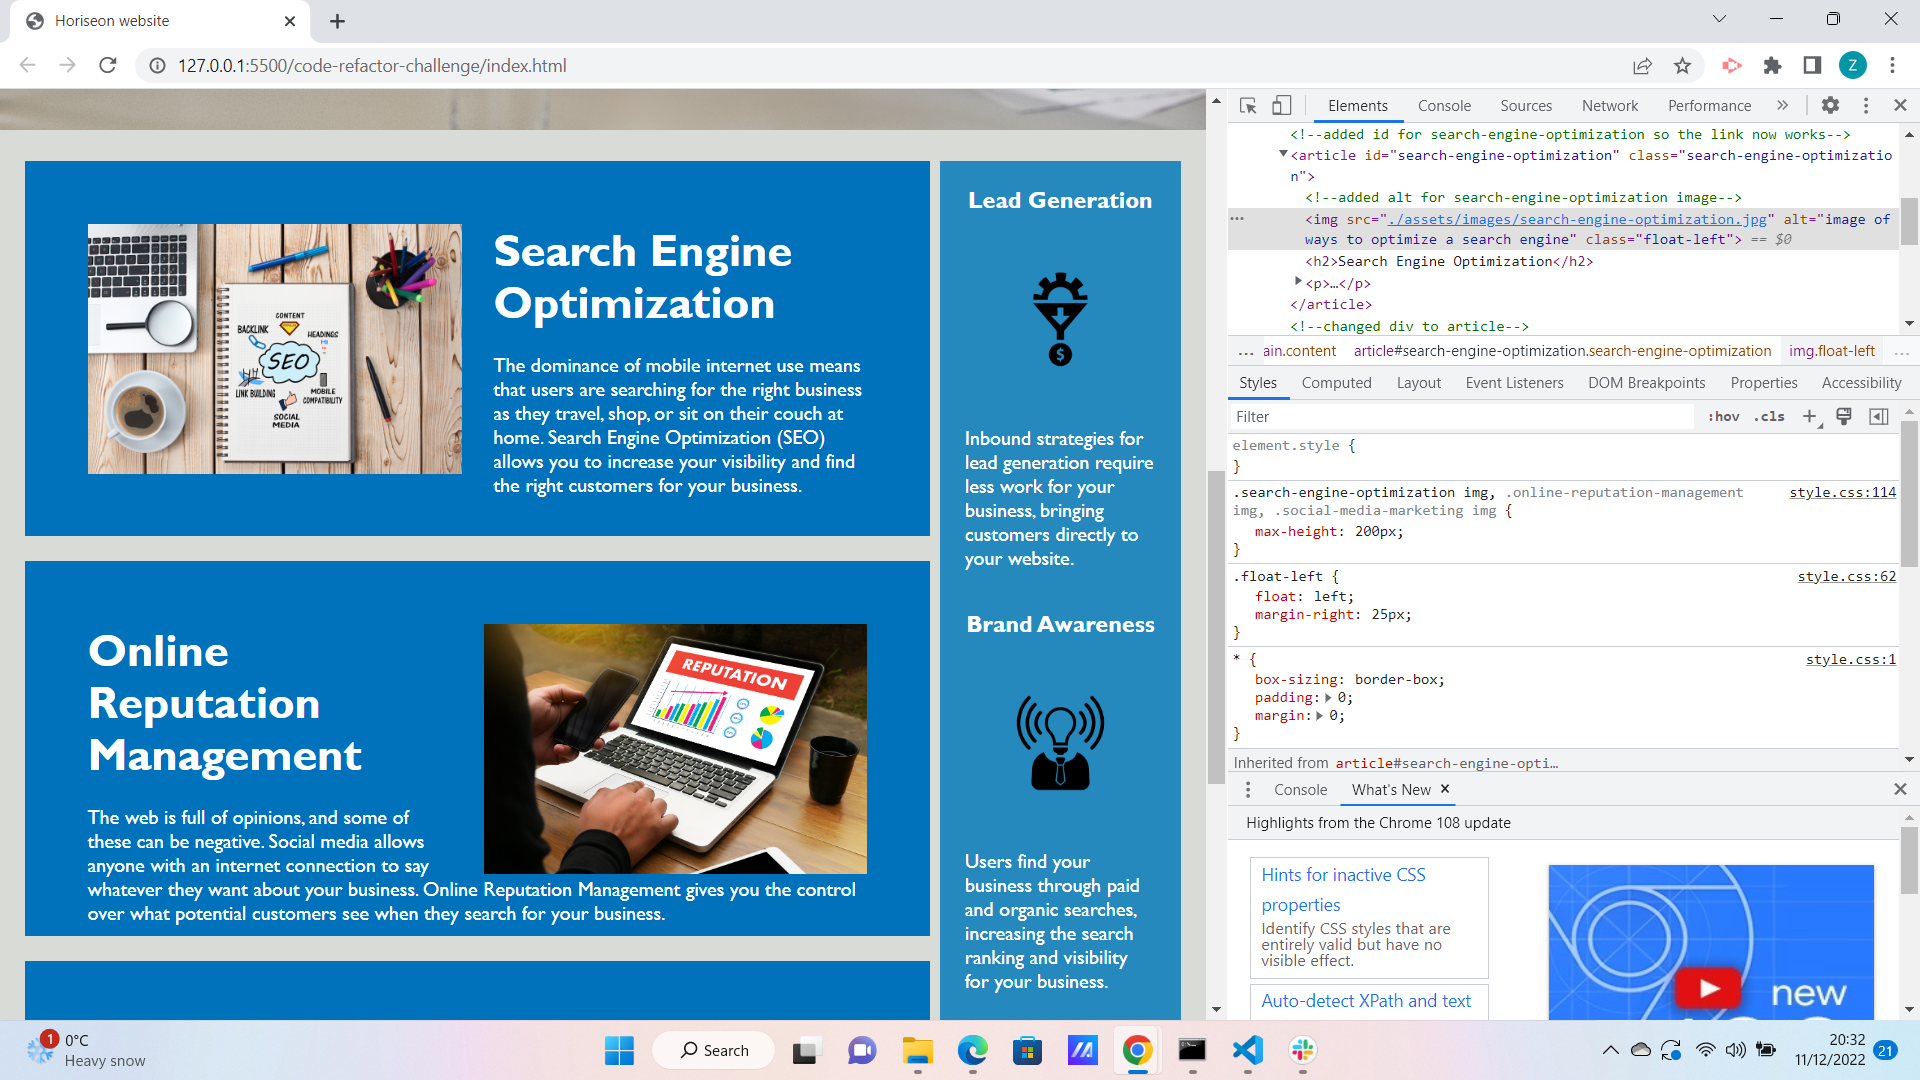 Horiseon website
127.0.0.1:5500/code-refactor-challenge/index.html
Z
CONTENT
BACKLINK
HEADINGS
H1
SEO
LINK BUILDING
MOBILE COMPATIBILITY
SOCIAL MEDIA
Search Engine
Optimization
The dominance of mobile internet use means
that users are searching for the right business
as they travel, shop, or sit on their couch at
home. Search Engine Optimization (SEO)
allows you to increase your visibility and find
the right customers for your business.
Online
Reputation
Management
REPUTATION
The web is full of opinions, and some of
these can be negative. Social media allows
anyone with an internet connection to say
whatever they want about your business. Online Reputation Management gives you the control
over what potential customers see when they search for your business.
Lead Generation
$
Inbound strategies for
lead generation require
less work for your
business, bringing
customers directly to
your website.
Brand Awareness
Users find your
business through paid
and organic searches,
increasing the search
ranking and visibility
for your business.
Elements Console Sources Network Performance
<!--added id for search-engine-optimization so the link now works-->
<article id="search-engine-optimization" class="search-engine-optimizatio
n">
<!--added alt for search-engine-optimization image-->
<img src="./assets/images/search-engine-optimization.jpg" alt="image of
ways to optimize a search engine" class="float-left"> == $0
<h2>Search Engine Optimization</h2>
<p>…</p>
</article>
<!--changed div to article-->
... ain.content article#search-engine-optimization.search-engine-optimization img.float-left ...
Styles Computed Layout Event Listeners DOM Breakpoints Properties Accessibility
Filter :hov .cls
element.style {
}
.search-engine-optimization img, .online-reputation-management style.css:114
img, .social-media-marketing img {
max-height: 200px;
}
.float-left { style.css:62
float: left;
margin-right: 25px;
}
* { style.css:1
box-sizing: border-box;
padding: 0;
margin: 0;
}
Inherited from article#search-engine-opti…
Console What's New
Highlights from the Chrome 108 update
Hints for inactive CSS
properties
Identify CSS styles that are
entirely valid but have no
visible effect.
Auto-detect XPath and text
new
1
0°C
Heavy snow
Search
20:32
11/12/2022
21